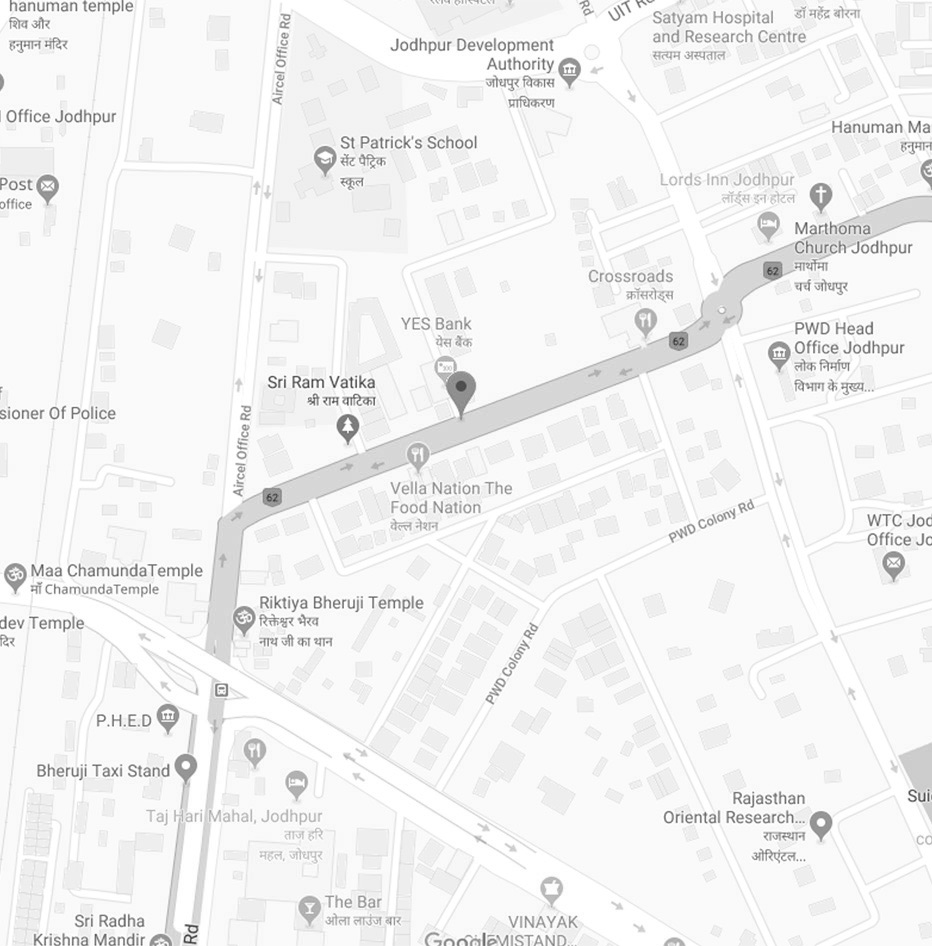 hanuman temple
शिव और
हनुमान मंदिर
Aircel Office Rd
Rd
UIT
Satyam Hospital
and Research Centre
सत्यम अस्पताल
डॉ महेंद्र बोरना
Jodhpur Development
Authority
जोधपुर विकास
प्राधिकरण
Office Jodhpur
St Patrick's School
सेंट पैट्रिक
स्कूल
Hanuman
Post
office
Lords Inn Jodhpur
लॉर्ड्स इन होटल
Marthoma
Church Jodhpur
मार्थोमा
चर्च जोधपुर
62
Crossroads
क्रॉसरोड्स
YES Bank
येस बैंक
62
PWD Head
Office Jodhpur
लोक निर्माण
विभाग के मुख्य...
Sri Ram Vatika
श्री राम वाटिका
sioner Of Police
Aircel Office Rd
62
Vella Nation The
Food Nation
वेल्ल नेशन
PWD Colony Rd
WTC
Office
Maa ChamundaTemple
माँ ChamundaTemple
dev Temple
Riktiya Bheruji Temple
रिक्तेश्वर भैरव
नाथ जी का थान
PWD Colony Rd
P.H.E.D
Bheruji Taxi Stand
Taj Hari Mahal, Jodhpur
ताज हरि
महल, जोधपुर
Rajasthan
Oriental Research...
राजस्थान
ओरिएंटल...
The Bar
ओला लाउंज बार
Sri Radha
Krishna Mandir
Rd
VINAYAK
Google